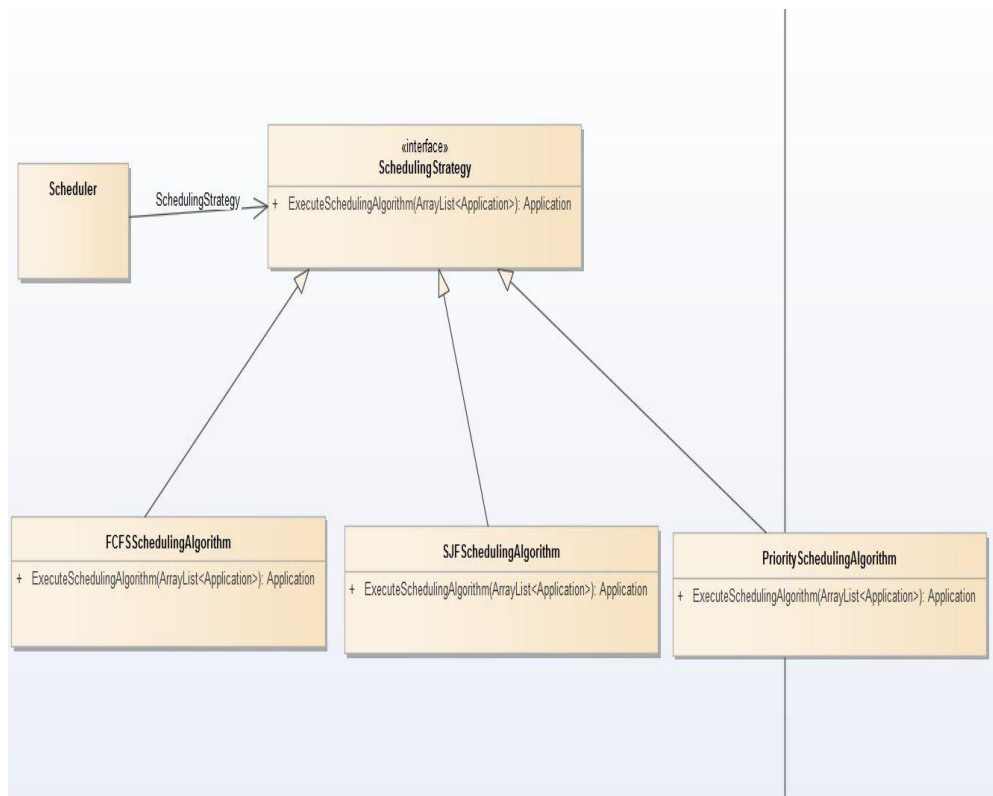 «interface»
SchedulingStrategy
Scheduler
SchedulingStrategy
+ ExecuteSchedulingAlgorithm(ArrayList<Application>): Application
FCFSSchedulingAlgorithm
+ ExecuteSchedulingAlgorithm(ArrayList<Application>): Application
SJFSchedulingAlgorithm
+ ExecuteSchedulingAlgorithm(ArrayList<Application>): Application
PrioritySchedulingAlgorithm
+ ExecuteSchedulingAlgorithm(ArrayList<Application>): Application